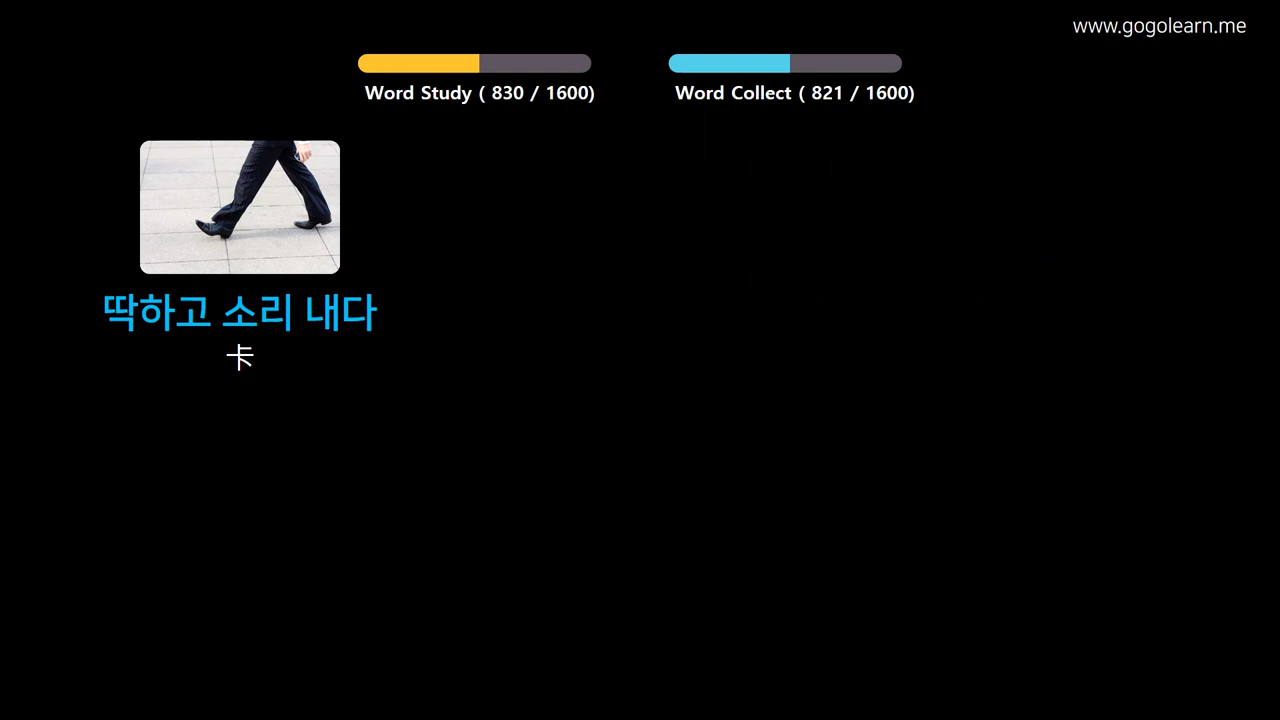 www.gogolearn.me
Word Study ( 830 / 1600)
Word Collect ( 821 / 1600)
딱하고 소리 내다
卡